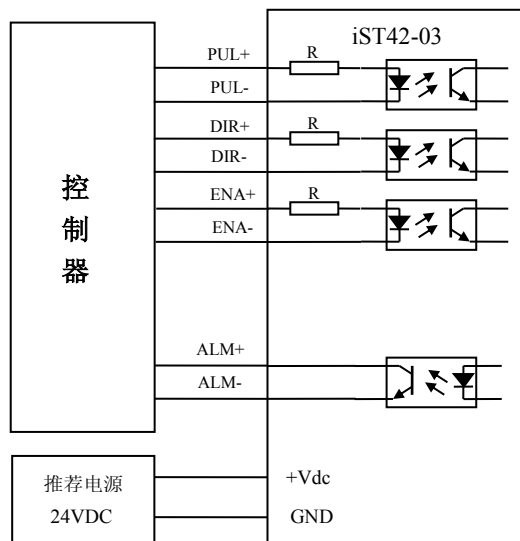 iST42-03
PUL+
R
PUL-
DIR+
R
DIR-
控制器
ENA+
R
ENA-
ALM+
ALM-
推荐电源
24VDC
+Vdc
GND